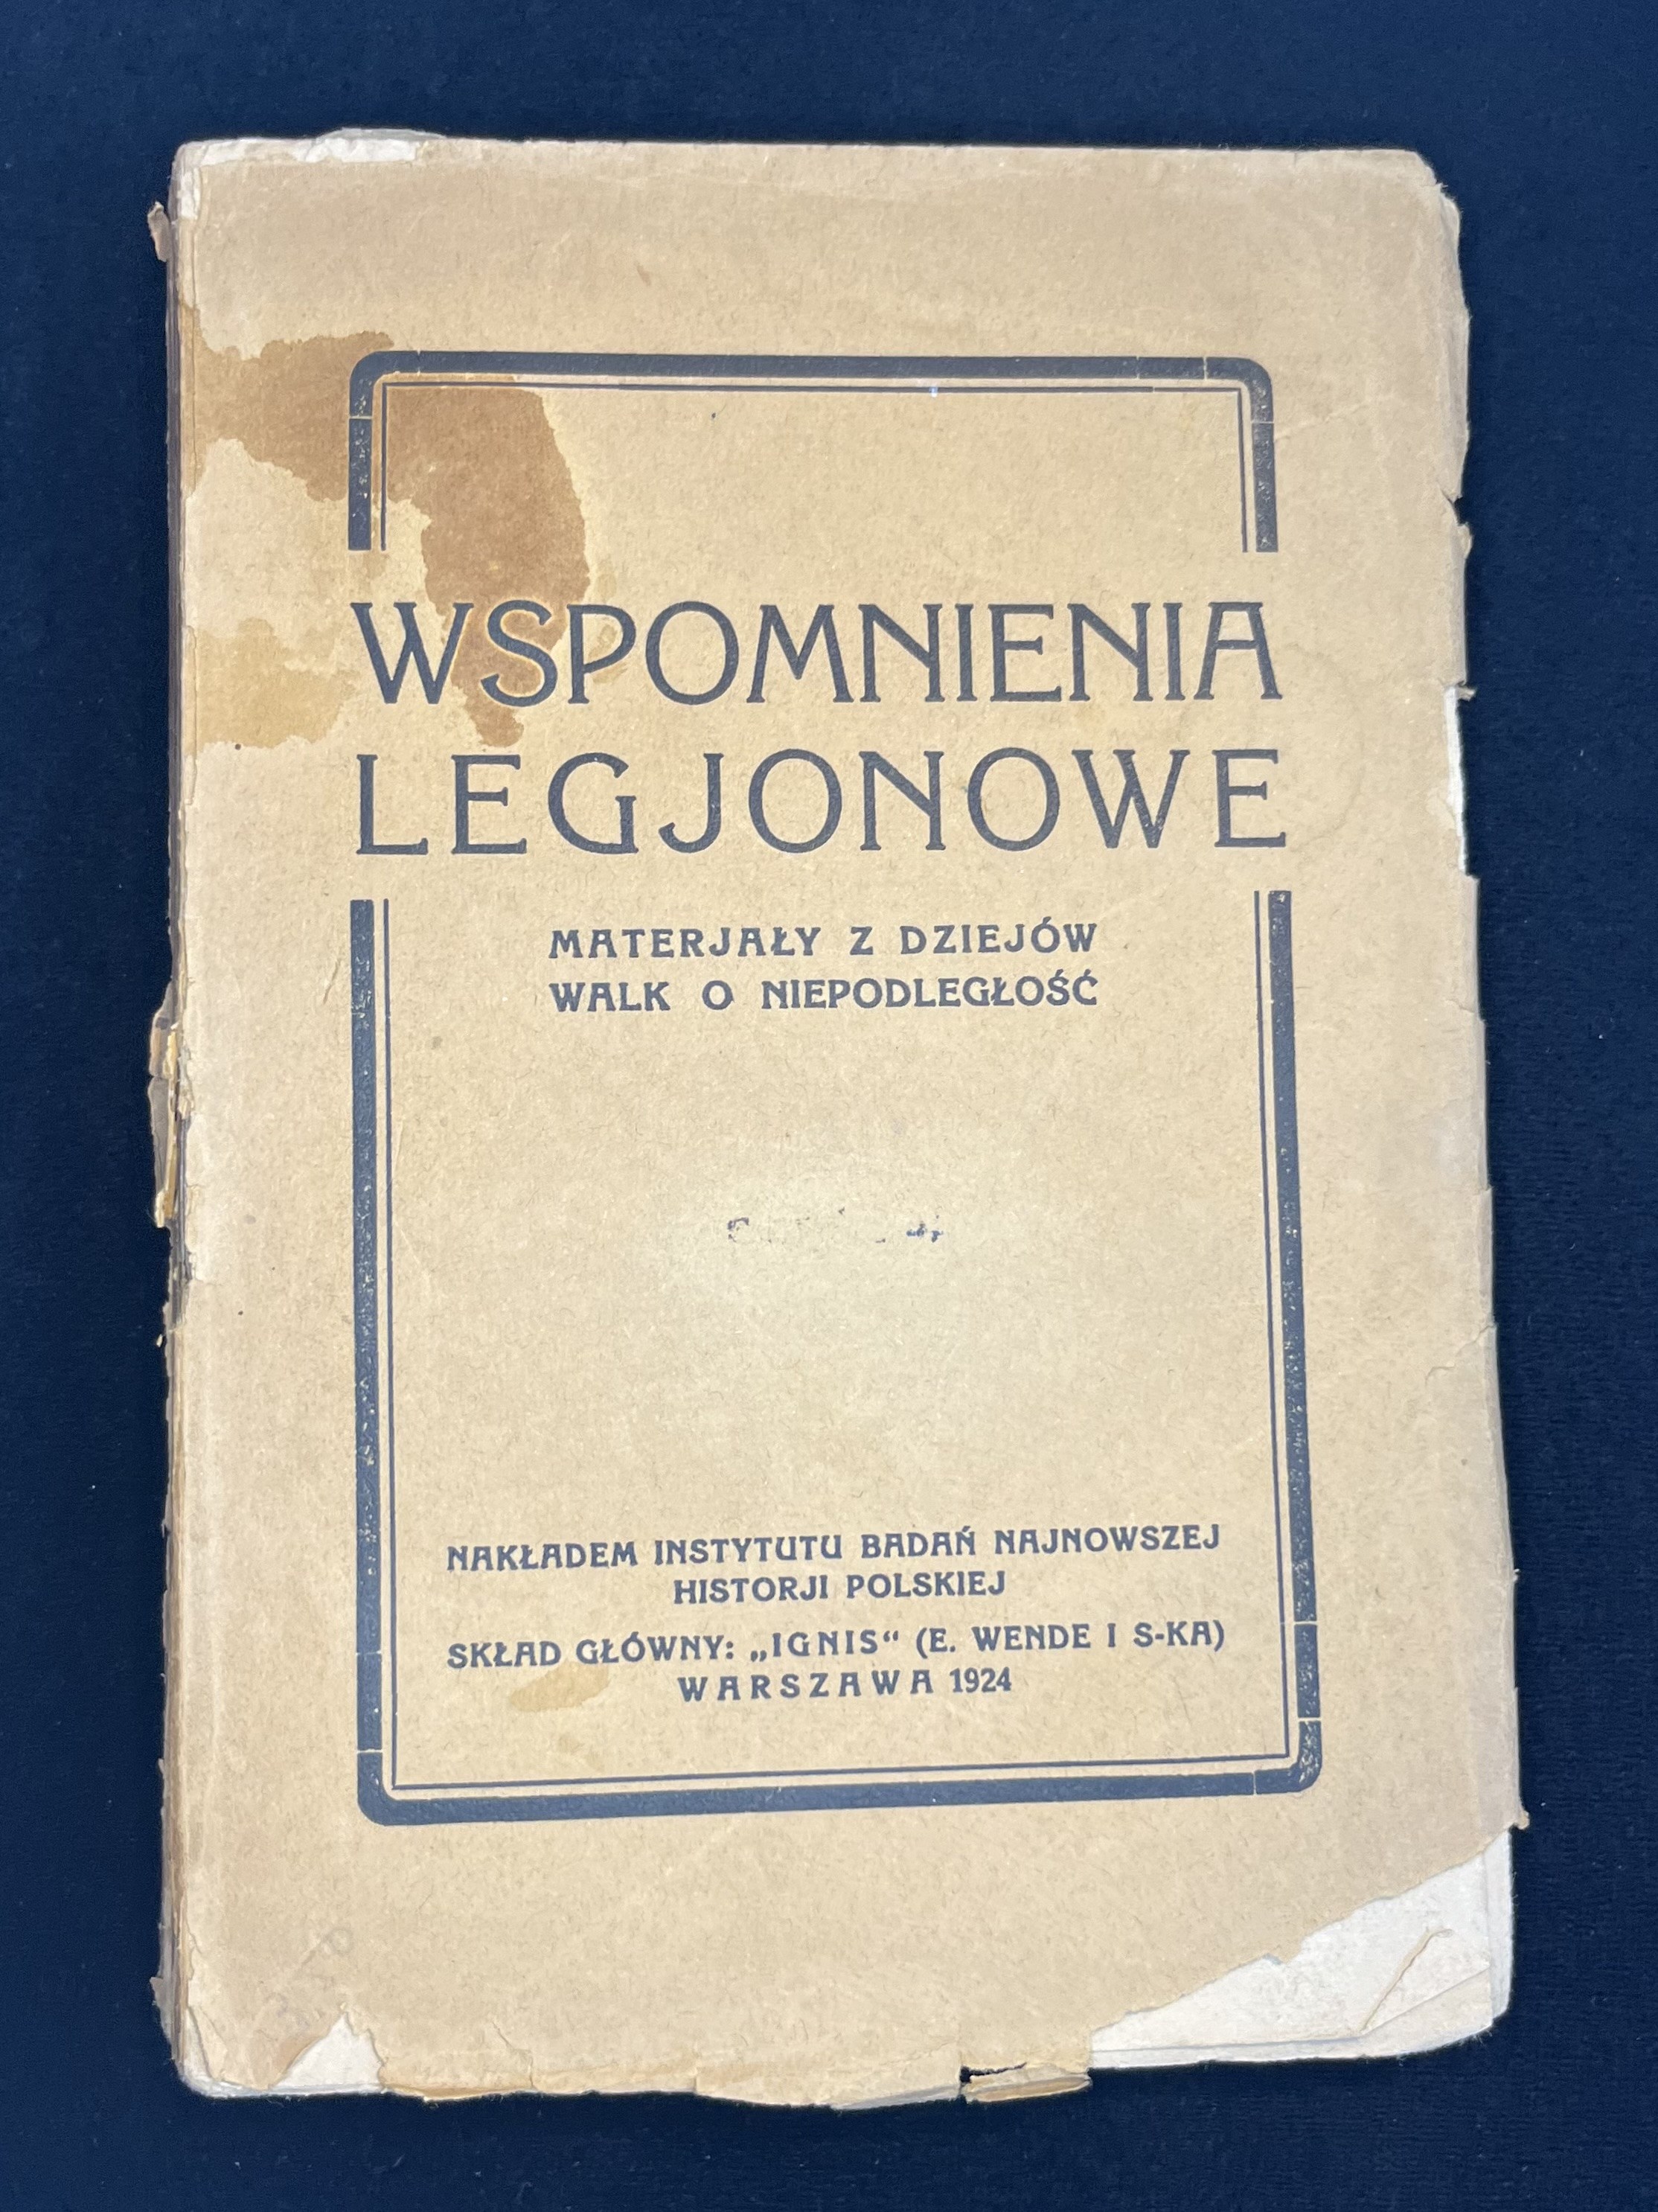 WSPOMNIENIA
LEGJONOWE
MATERJAŁY Z DZIEJÓW
WALK O NIEPODLEGŁOŚĆ
NAKŁADEM INSTYTUTU BADAŃ NAJNOWSZEJ
HISTORJI POLSKIEJ
SKŁAD GŁÓWNY: „IGNIS“ (E. WENDE I S-KA)
WARSZAWA 1924